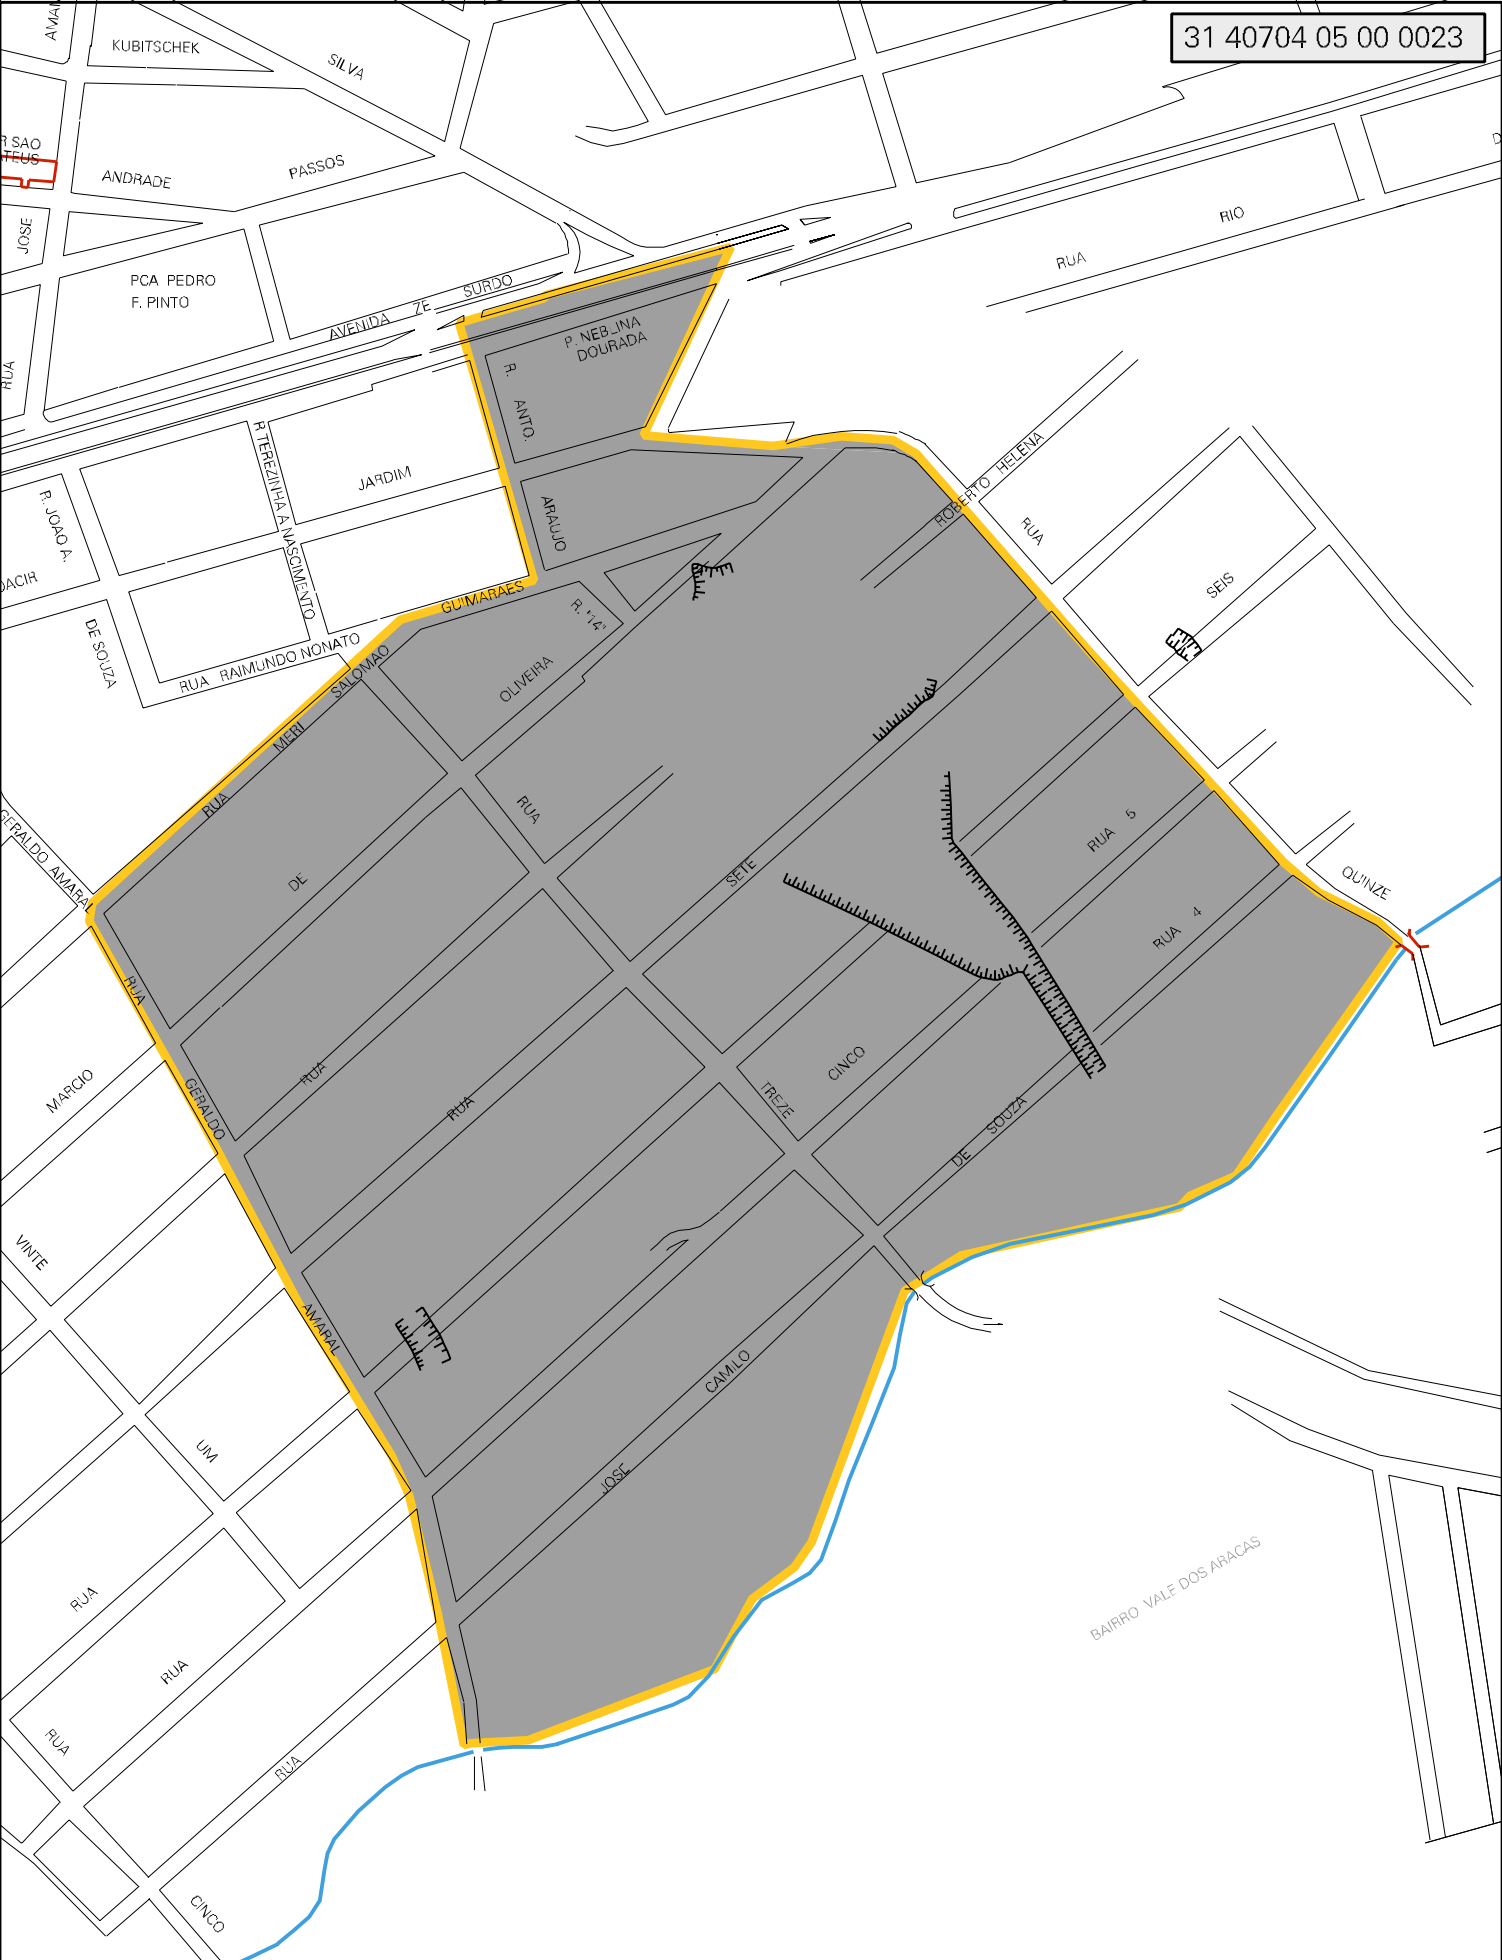 31 40704 05 00 0023
KUBITSCHEK
SILVA
R SAO
ANDRADE
PASSOS
JOSE
PCA PEDRO
F. PINTO
RUA
AVENIDA ZE SURDO
RUA RIO
P. NEBLINA
DOURADA
R. ANTO. ARAUJO
R TEREZINHA A NASCIMENTO
JARDIM
R. JOAO A.
DE SOUZA
RUA RAIMUNDO NONATO
RUA MERI SALOMAO GUIMARAES
R. "14"
OLIVEIRA
ROBERTO HELENA
RUA
SEIS
QUINZE
GERALDO AMARAL
DE
RUA
RUA
SETE
RUA 5
RUA 4
RUA
GERALDO
AMARAL
RUA
TREZE
CINCO
DE SOUZA
MARCIO
VINTE
UM
CAMILO
JOSE
BAIRRO VALE DOS ARACAS
RUA
RUA
RUA
RUA
CINCO